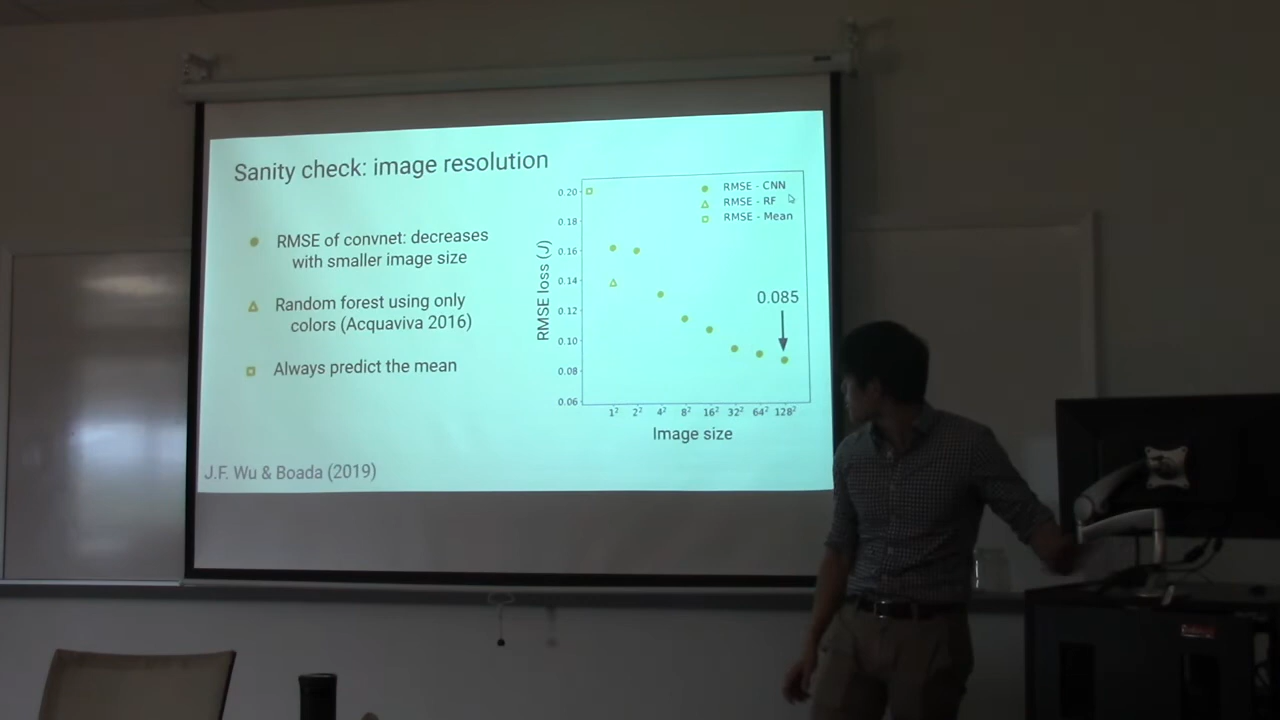 Sanity check: image resolution
RMSE of convnet: decreases
with smaller image size
Random forest using only
colors (Acquaviva 2016)
Always predict the mean
J.F. Wu & Boada (2019)
RMSE - CNN
RMSE - RF
RMSE - Mean
0.085
RMSE loss (J)
0.20
0.18
0.16
0.14
0.12
0.10
0.08
0.06
1² 2² 4² 8² 16² 32² 64² 128²
Image size